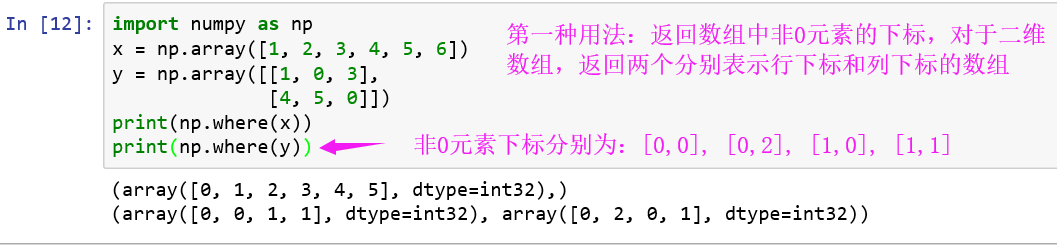 In [12]: import numpy as np
x = np.array([1, 2, 3, 4, 5, 6])
y = np.array([[1, 0, 3],
[4, 5, 0]])
print(np.where(x))
print(np.where(y))
第一种用法：返回数组中非0元素的下标，对于二维
数组，返回两个分别表示行下标和列下标的数组
非0元素下标分别为：[0,0], [0,2], [1,0], [1,1]
(array([0, 1, 2, 3, 4, 5], dtype=int32),)
(array([0, 0, 1, 1], dtype=int32), array([0, 2, 0, 1], dtype=int32))